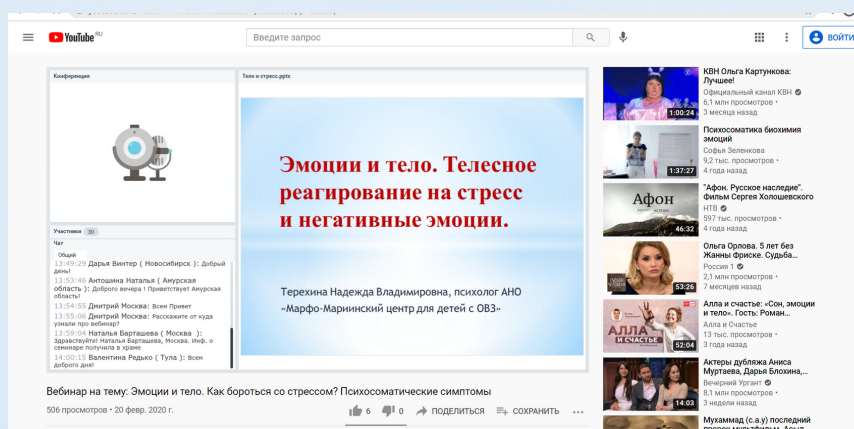 YouTube RU
Введите запрос
ВОЙТИ
Конференция
Тело и стресс.pptx
Эмоции и тело. Телесное
реагирование на стресс
и негативные эмоции.
Терехина Надежда Владимировна, психолог АНО
«Марфо-Мариинский центр для детей с ОВЗ»
Участники 30
Чат
Общий
13:49:29 Дарья Винтер ( Новосибирск ): Добрый
день!
13:53:46 Антошина Наталья ( Амурская
область ): Доброго вечера ! Приветствует Амурская
область!
13:54:55 Дмитрий Москва: Всем Привет
13:55:06 Дмитрий Москва: Расскажите от куда
узнали про вебинар?
13:59:04 Наталья Барташева ( Москва ):
Здравствуйте! Наталья Барташева, Москва. Инф. о
семинаре получила в храме
14:00:15 Валентина Редько ( Тула ): Всем
доброго дня!
Вебинар на тему: Эмоции и тело. Как бороться со стрессом? Психосоматические симптомы
506 просмотров • 20 февр. 2020 г.
6
0
ПОДЕЛИТЬСЯ
СОХРАНИТЬ
КВН Ольга Картункова:
Лучшее!
Официальный канал КВН
6,1 млн просмотров •
3 месяца назад
1:00:24
Психосоматика биохимия
эмоций
Софья Зеленкова
9,2 тыс. просмотров •
4 года назад
1:37:27
Афон
"Афон. Русское наследие".
Фильм Сергея Холошевского
НТВ
597 тыс. просмотров •
4 года назад
46:32
Ольга Орлова. 5 лет без
Жанны Фриске. Судьба...
Россия 1
2,1 млн просмотров •
7 месяцев назад
53:26
АЛЛА
И СЧАСТЬЕ
Алла и счастье: «Сон, эмоции
и тело». Гость: Роман...
Алла и Счастье
13 тыс. просмотров •
3 года назад
52:04
Актеры дубляжа Аниса
Муртаева, Дарья Блохина,...
Вечерний Ургант
8,1 млн просмотров •
3 недели назад
14:03
Мухаммад (с.а.у) последний